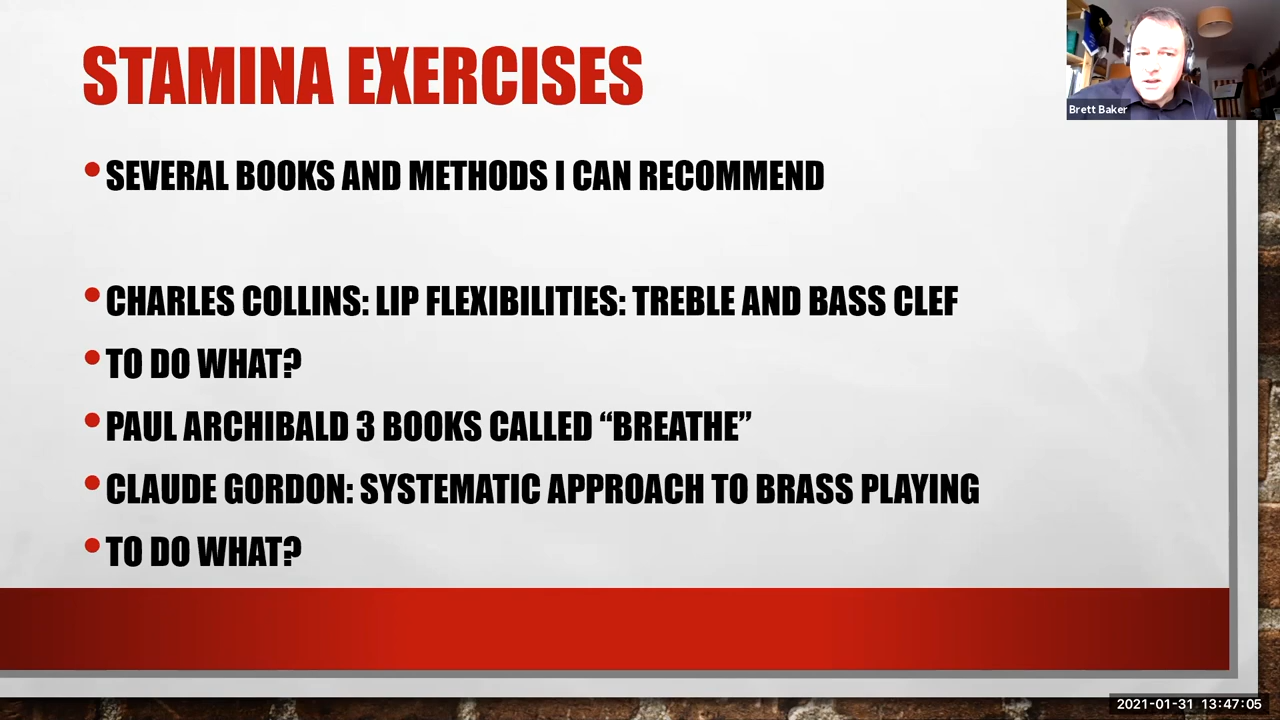 STAMINA EXERCISES
Brett Baker
•SEVERAL BOOKS AND METHODS I CAN RECOMMEND
•CHARLES COLLINS: LIP FLEXIBILITIES: TREBLE AND BASS CLEF
•TO DO WHAT?
•PAUL ARCHIBALD 3 BOOKS CALLED “BREATHE”
•CLAUDE GORDON: SYSTEMATIC APPROACH TO BRASS PLAYING
•TO DO WHAT?
2021-01-31 13:47:05